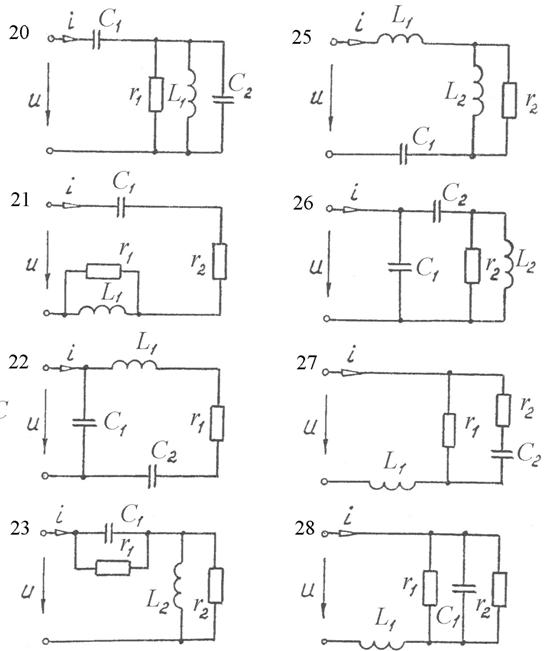 20 i C₁ u r₁ L₁ C₂
21 i C₁ u r₁ L₁ r₂
22 i L₁ u C₁ r₁ C₂
C
23 i C₁ r₁ u L₂ r₂
25 i L₁ u L₂ r₂ C₁
26 i C₂ u C₁ r₂ L₂
27 i u r₁ r₂ C₂ L₁
28 i u r₁ C₁ r₂ L₁